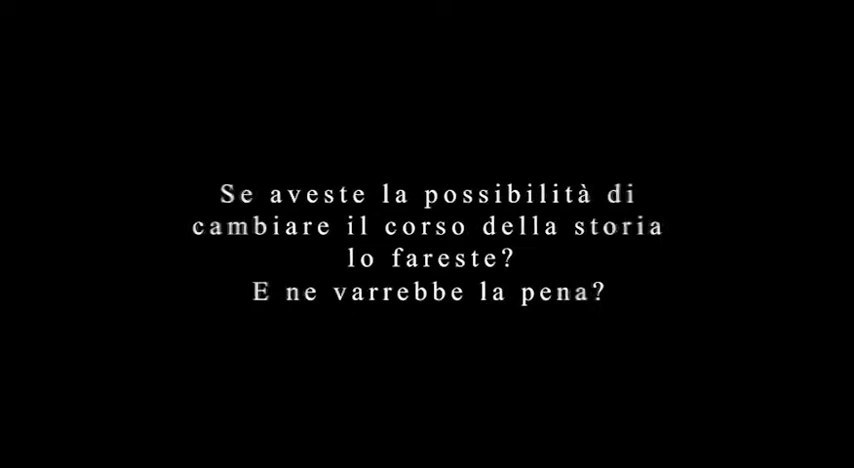 Se aveste la possibilità di
cambiare il corso della storia
lo fareste?
E ne varrebbe la pena?